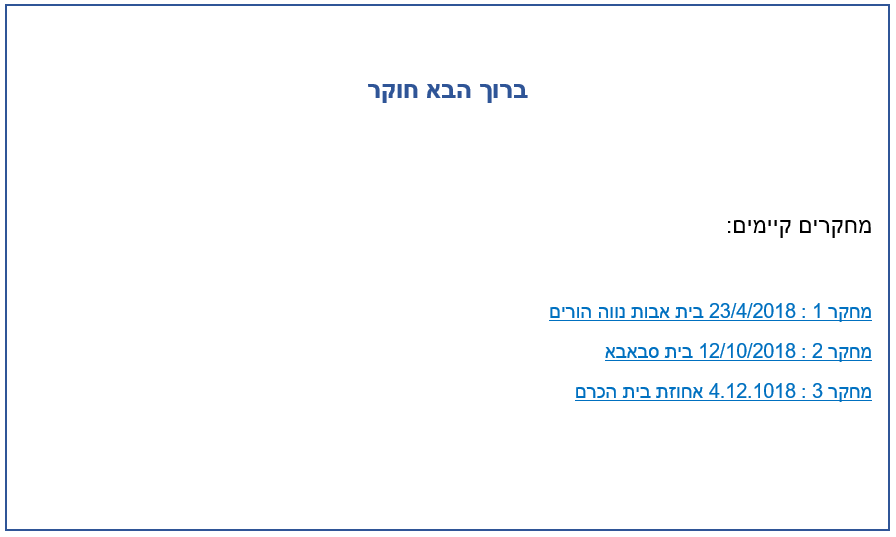 ברוך הבא חוקר
מחקרים קיימים:
מחקר 1 : 23/4/2018 בית אבות נווה הורים
מחקר 2 : 12/10/2018 בית סבאבא
מחקר 3 : 4.12.1018 אחוזת בית הכרם